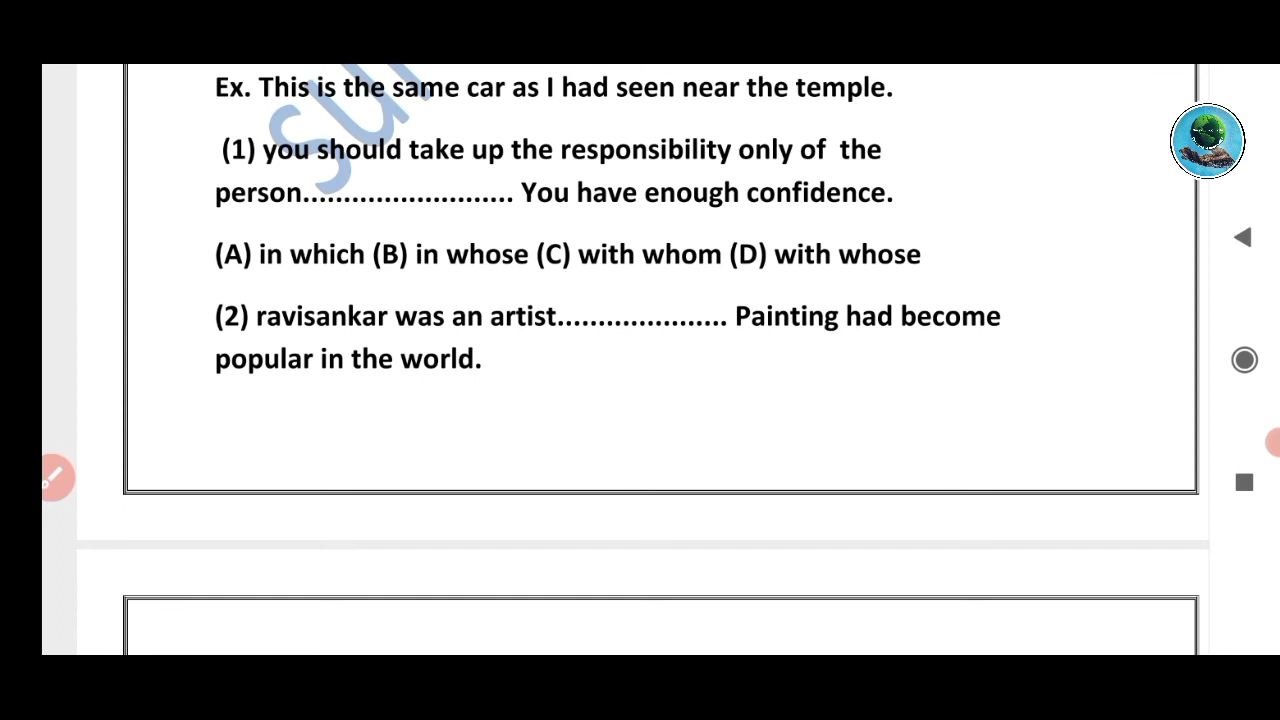 Ex. This is the same car as I had seen near the temple.
(1) you should take up the responsibility only of the
person.......................... You have enough confidence.
(A) in which (B) in whose (C) with whom (D) with whose
(2) ravisankar was an artist..................... Painting had become
popular in the world.